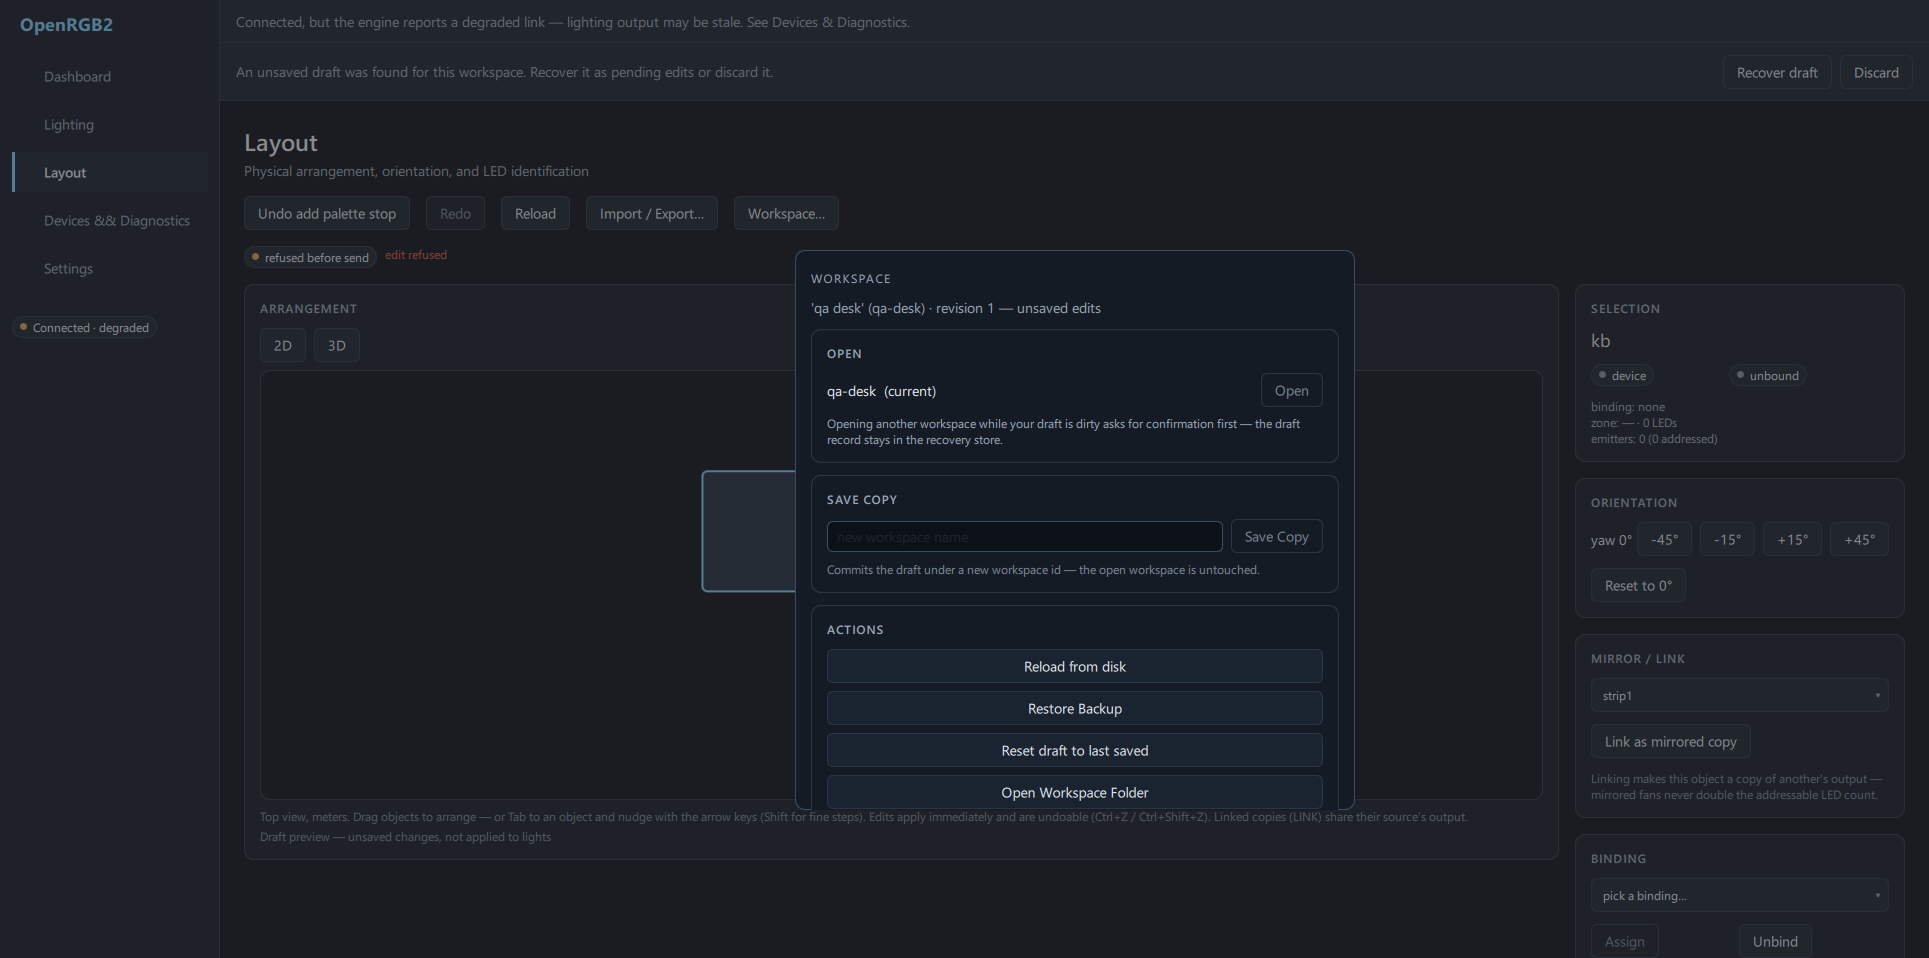 OpenRGB2
Dashboard
Lighting
Layout
Devices && Diagnostics
Settings
Connected · degraded
Connected, but the engine reports a degraded link — lighting output may be stale. See Devices & Diagnostics.
An unsaved draft was found for this workspace. Recover it as pending edits or discard it.
Recover draft
Discard
Layout
Physical arrangement, orientation, and LED identification
Undo add palette stop
Redo
Reload
Import / Export...
Workspace...
refused before send
edit refused
ARRANGEMENT
2D
3D
Top view, meters. Drag objects to arrange — or Tab to an object and nudge with the arrow keys (Shift for fine steps). Edits apply immediately and are undoable (Ctrl+Z / Ctrl+Shift+Z). Linked copies (LINK) share their source's output.
Draft preview — unsaved changes, not applied to lights
WORKSPACE
'qa desk' (qa-desk) · revision 1 — unsaved edits
OPEN
qa-desk (current)
Open
Opening another workspace while your draft is dirty asks for confirmation first — the draft
record stays in the recovery store.
SAVE COPY
new workspace name
Save Copy
Commits the draft under a new workspace id — the open workspace is untouched.
ACTIONS
Reload from disk
Restore Backup
Reset draft to last saved
Open Workspace Folder
SELECTION
kb
device
unbound
binding: none
zone: — · 0 LEDs
emitters: 0 (0 addressed)
ORIENTATION
yaw 0°
-45°
-15°
+15°
+45°
Reset to 0°
MIRROR / LINK
strip1
Link as mirrored copy
Linking makes this object a copy of another's output —
mirrored fans never double the addressable LED count.
BINDING
pick a binding...
Assign
Unbind